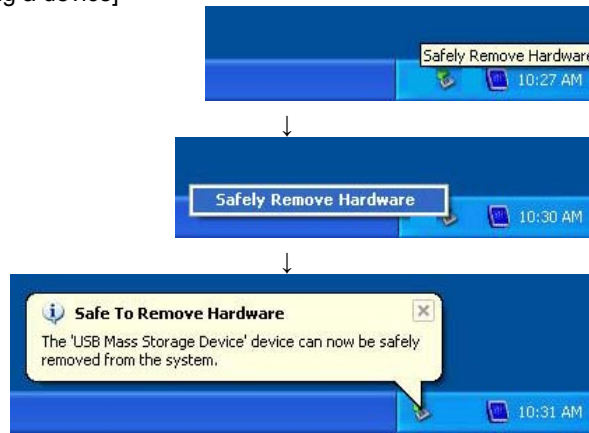 g a device]
Safely Remove Hardware
10:27 AM
↓
Safely Remove Hardware
10:30 AM
↓
Safe To Remove Hardware
The 'USB Mass Storage Device' device can now be safely
removed from the system.
10:31 AM